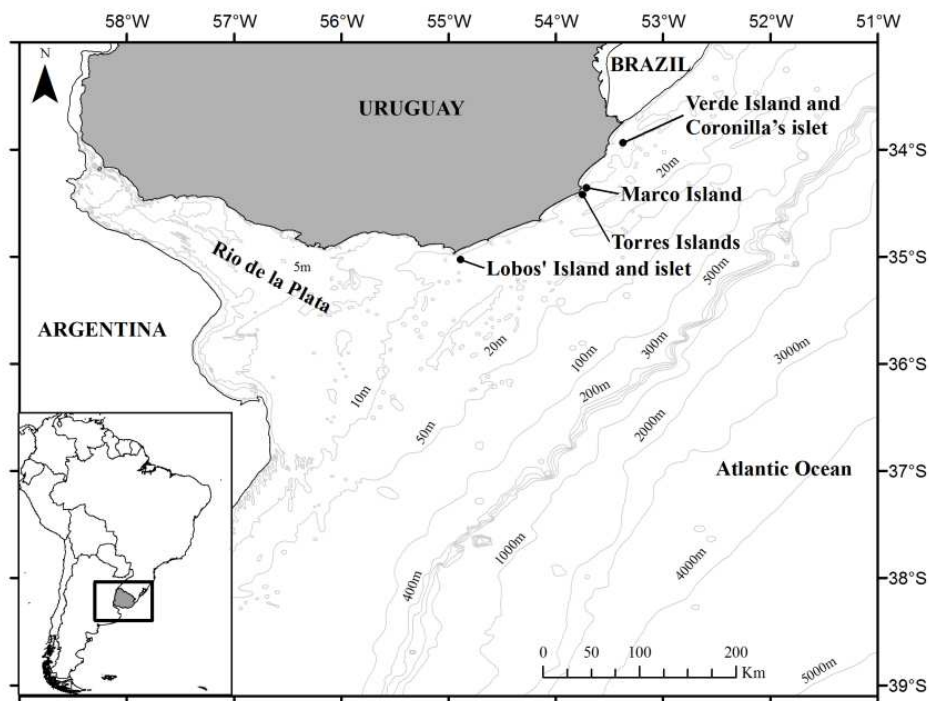 58°W 57°W 56°W 55°W 54°W 53°W 52°W 51°W
N
BRAZIL
URUGUAY
Verde Island and
Coronilla's islet
34°S
20m
Marco Island
Torres Islands
Lobos' Island and islet
35°S
Rio de la Plata
5m
500m
ARGENTINA
20m
100m
300m
3000m
36°S
10m
200m
50m
2000m
Atlantic Ocean
37°S
1000m
4000m
400m
38°S
0 50 100 200
Km
5000m
39°S